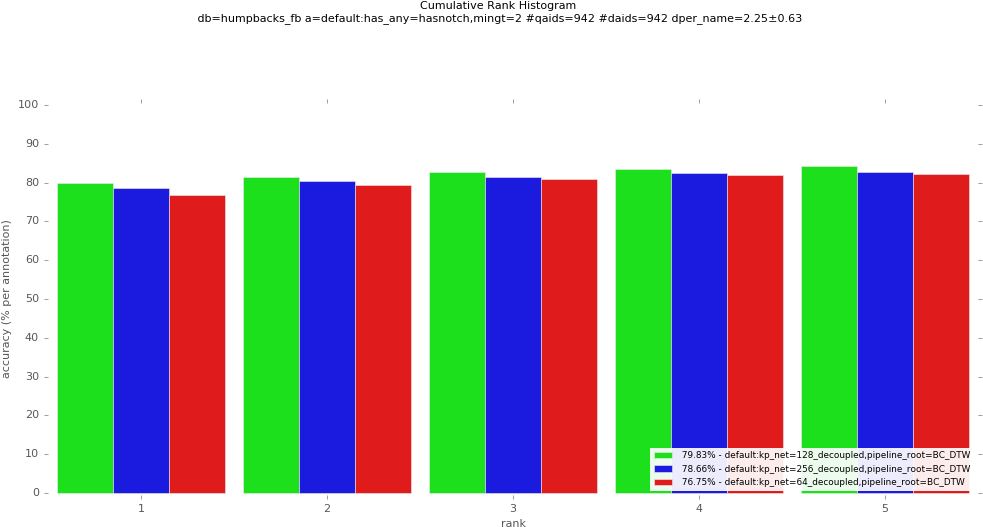 Cumulative Rank Histogram
db=humpbacks_fb a=default:has_any=hasnotch,mingt=2 #qaids=942 #daids=942 dper_name=2.25±0.63
100
90
80
70
60
50
40
30
20
10
0
accuracy (% per annotation)
79.83% - default:kp_net=128_decoupled,pipeline_root=BC_DTW
78.66% - default:kp_net=256_decoupled,pipeline_root=BC_DTW
76.75% - default:kp_net=64_decoupled,pipeline_root=BC_DTW
1 2 3 4 5
rank